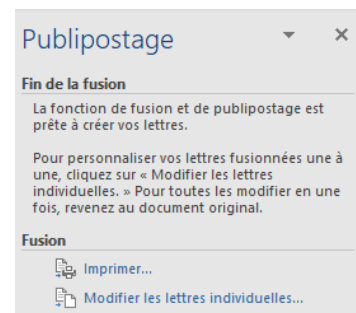 Publipostage
Fin de la fusion
La fonction de fusion et de publipostage est
prête à créer vos lettres.
Pour personnaliser vos lettres fusionnées une à
une, cliquez sur « Modifier les lettres
individuelles. » Pour toutes les modifier en une
fois, revenez au document original.
Fusion
Imprimer...
Modifier les lettres individuelles...